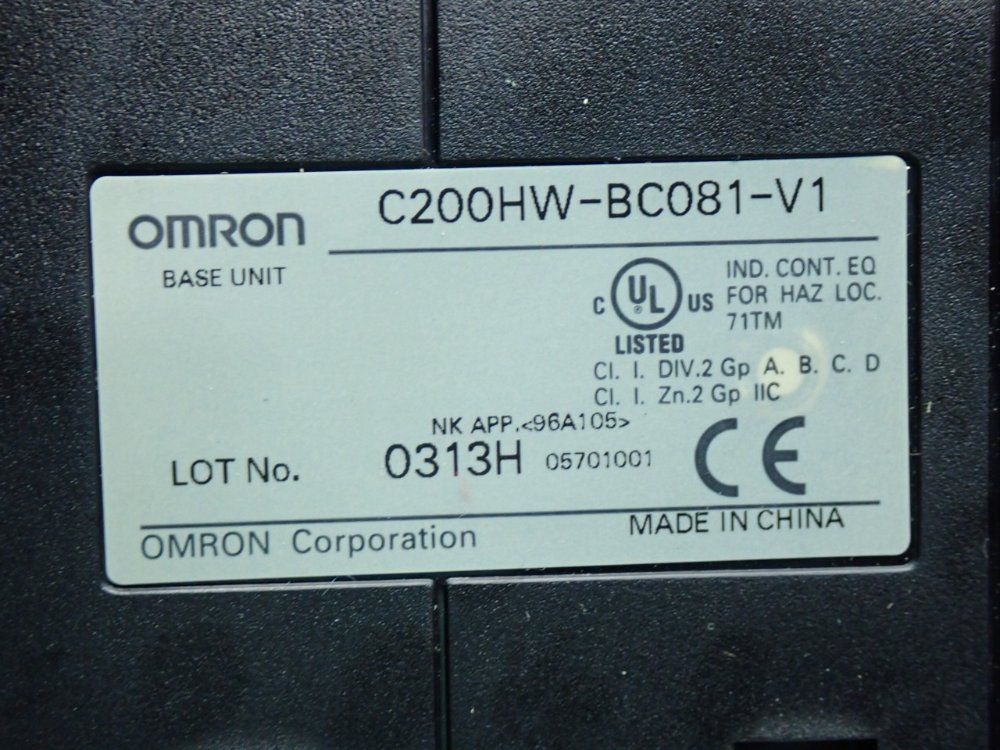 OMRON C200HW-BC081-V1
BASE UNIT
C UL ® US LISTED
IND. CONT. EQ
FOR HAZ LOC.
71TM
Cl. I. DIV.2 Gp A. B. C. D
Cl. I. Zn.2 Gp IIC
NK APP.<96A105>
LOT No. 0313H 05701001
CE
MADE IN CHINA
OMRON Corporation